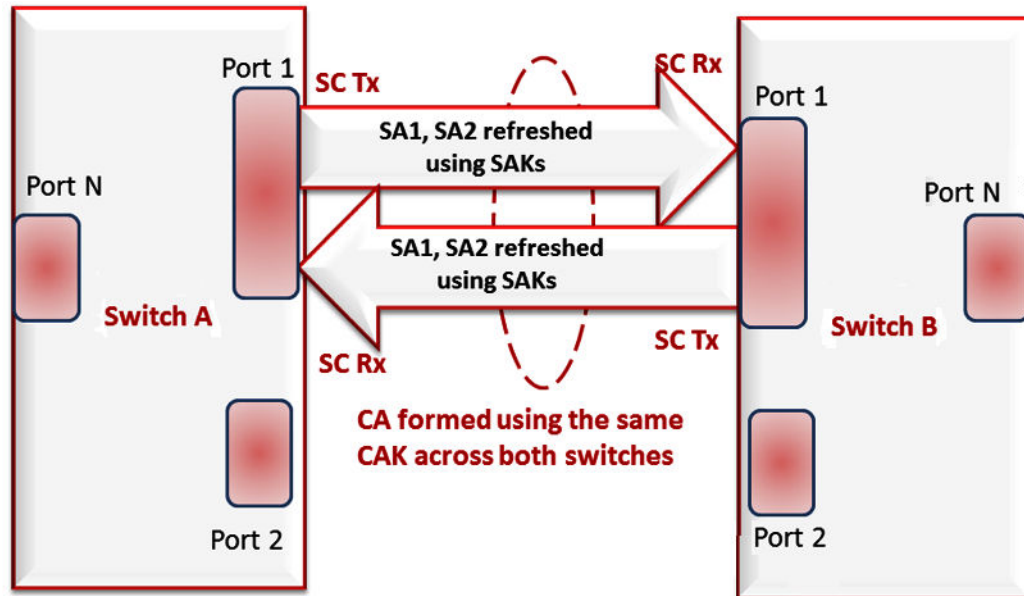 Port 1
SC Tx
SC Rx
Port 1
SA1, SA2 refreshed
using SAKs
Port N
Port N
SA1, SA2 refreshed
using SAKs
Switch A
Switch B
SC Rx
SC Tx
CA formed using the same
CAK across both switches
Port 2
Port 2